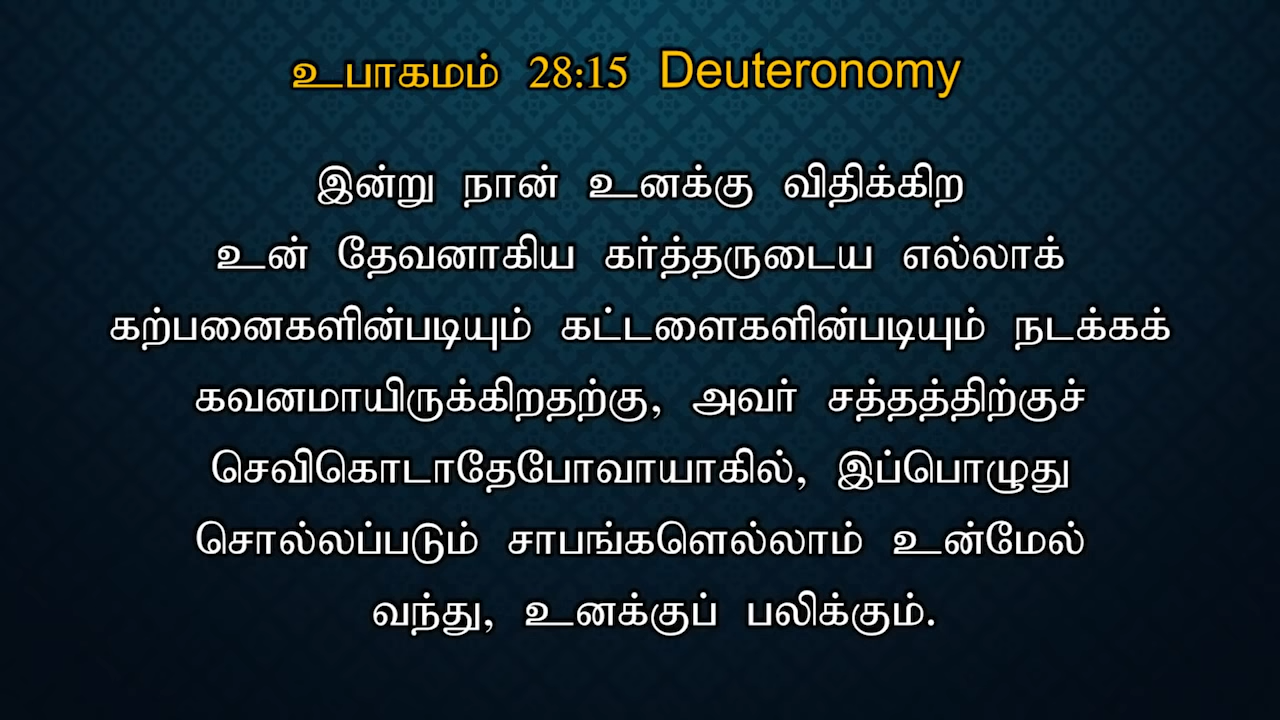 உபாகமம் 28:15 Deuteronomy
இன்று நான் உனக்கு விதிக்கிற
உன் தேவனாகிய கர்த்தருடைய எல்லாக்
கற்பனைகளின்படியும் கட்டளைகளின்படியும் நடக்கக்
கவனமாயிருக்கிறதற்கு, அவர் சத்தத்திற்குச்
செவிகொடாதேபோவாயாகில், இப்பொழுது
சொல்லப்படும் சாபங்களெல்லாம் உன்மேல்
வந்து, உனக்குப் பலிக்கும்.